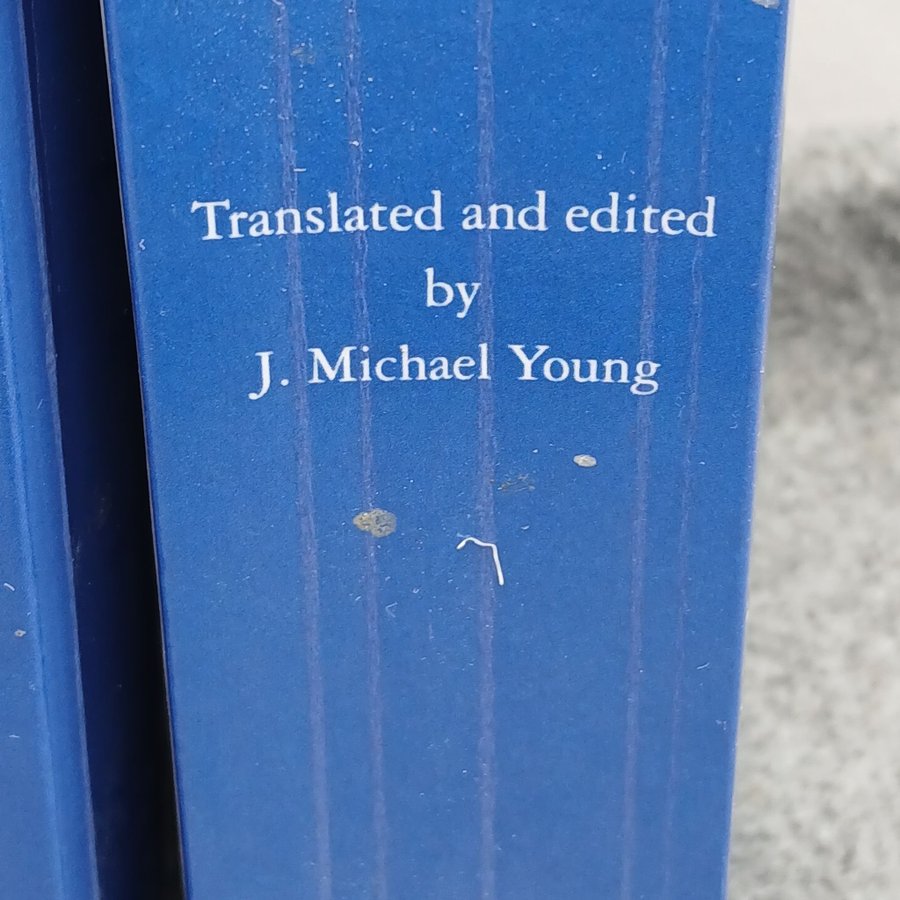 Translated and edited
by
J. Michael Young